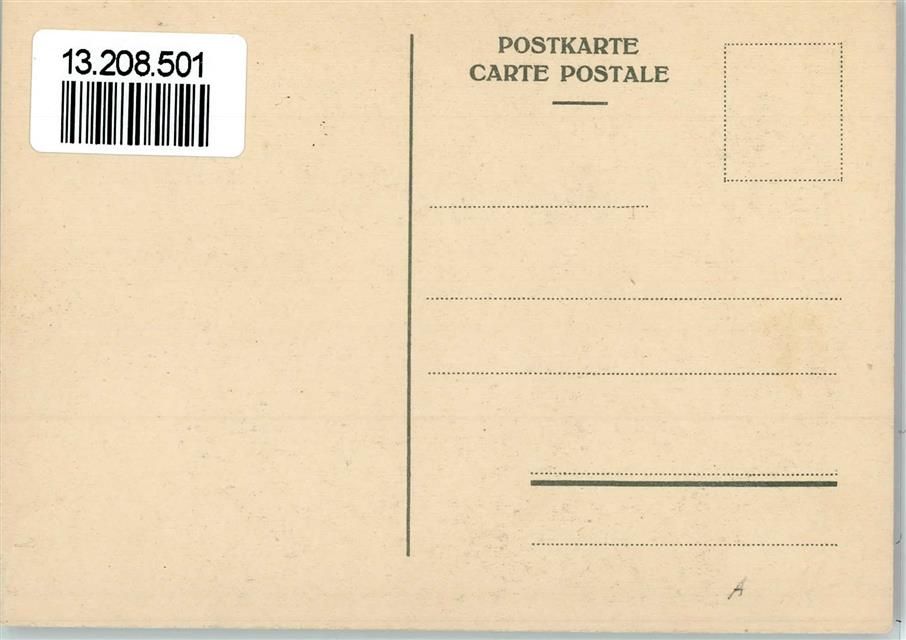 13.208.501
POSTKARTE
CARTE POSTALE
A